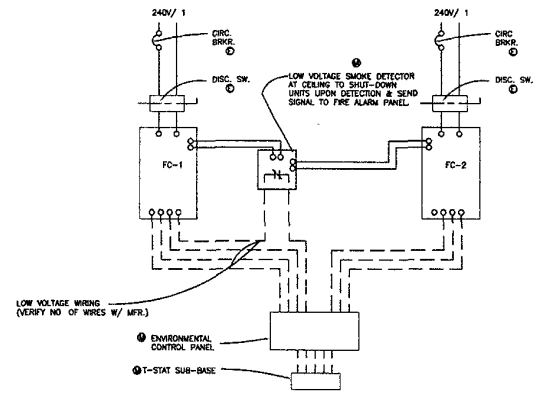 240V/ 1
240V/ 1
CIRC.
BRKR.
E
CIRC
BRKR.
E
M
LOW VOLTAGE SMOKE DETECTOR
AT CEILING TO SHUT-DOWN
UNITS UPON DETECTION & SEND
SIGNAL TO FIRE ALARM PANEL
DISC. SW.
E
DISC. SW.
E
FC-1
FC-2
LOW VOLTAGE WIRING
(VERIFY NO OF WIRES W/ MFR.)
M ENVIRONMENTAL
CONTROL PANEL
M T-STAT SUB-BASE